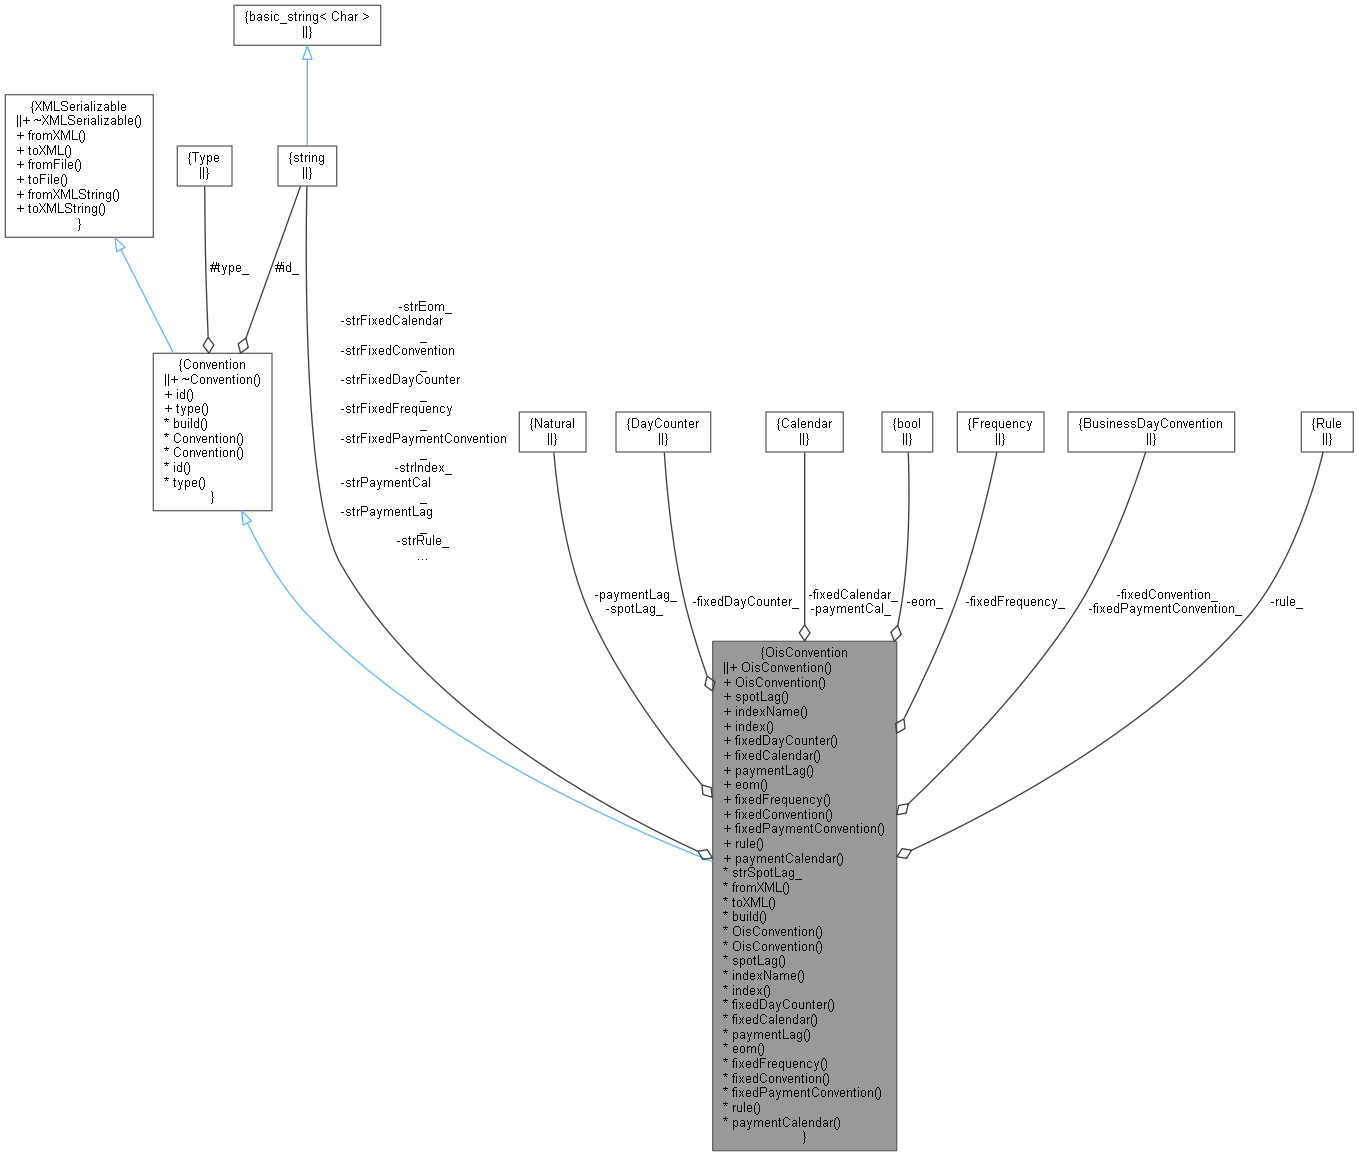 {basic_string< Char >
||}
{XMLSerializable
||+ ~XMLSerializable()
+ fromXML()
+ toXML()
+ fromFile()
+ toFile()
+ fromXMLString()
+ toXMLString()
}
{Type
||}
{string
||}
#type_
#id_
{Convention
||+ ~Convention()
+ id()
+ type()
* build()
* Convention()
* Convention()
* id()
* type()
}
-strEom_
-strFixedCalendar
_
-strFixedConvention
_
-strFixedDayCounter
_
-strFixedFrequency
_
-strFixedPaymentConvention
_
-strIndex_
-strPaymentCal
_
-strPaymentLag
_
-strRule_
...
{Natural
||}
{DayCounter
||}
{Calendar
||}
{bool
||}
{Frequency
||}
{BusinessDayConvention
||}
{Rule
||}
-paymentLag_
-spotLag_
-fixedDayCounter_
-fixedCalendar_
-paymentCal_
-eom_
-fixedFrequency_
-fixedConvention_
-fixedPaymentConvention_
-rule_
{OisConvention
||+ OisConvention()
+ OisConvention()
+ spotLag()
+ indexName()
+ index()
+ fixedDayCounter()
+ fixedCalendar()
+ paymentLag()
+ eom()
+ fixedFrequency()
+ fixedConvention()
+ fixedPaymentConvention()
+ rule()
+ paymentCalendar()
* strSpotLag_
* fromXML()
* toXML()
* build()
* OisConvention()
* OisConvention()
* spotLag()
* indexName()
* index()
* fixedDayCounter()
* fixedCalendar()
* paymentLag()
* eom()
* fixedFrequency()
* fixedConvention()
* fixedPaymentConvention()
* rule()
* paymentCalendar()
}